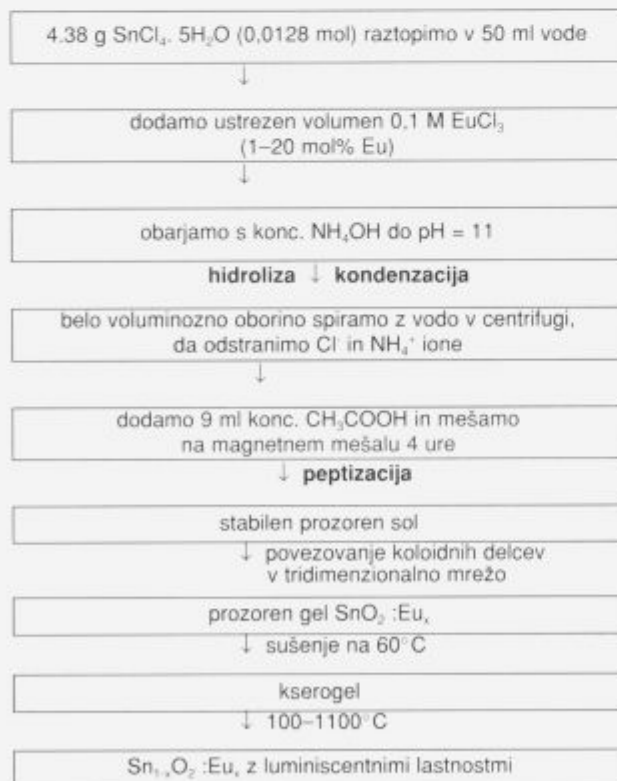 4.38 g SnCl₄. 5H₂O (0,0128 mol) raztopimo v 50 ml vode
↓
dodamo ustrezen volumen 0,1 M EuCl₃
(1–20 mol% Eu)
↓
obarjamo s konc. NH₄OH do pH = 11
hidroliza ↓ kondenzacija
belo voluminozno oborino spiramo z vodo v centrifugi,
da odstranimo Cl⁻ in NH₄⁺ ione
↓
dodamo 9 ml konc. CH₃COOH in mešamo
na magnetnem mešalu 4 ure
↓ peptizacija
stabilen prozoren sol
↓ povezovanje koloidnih delcev
v tridimenzionalno mrežo
prozoren gel SnO₂ :Euₓ
↓ sušenje na 60°C
kserogel
↓ 100–1100°C
Sn₁₋ₓO₂ :Euₓ z luminiscentnimi lastnostmi